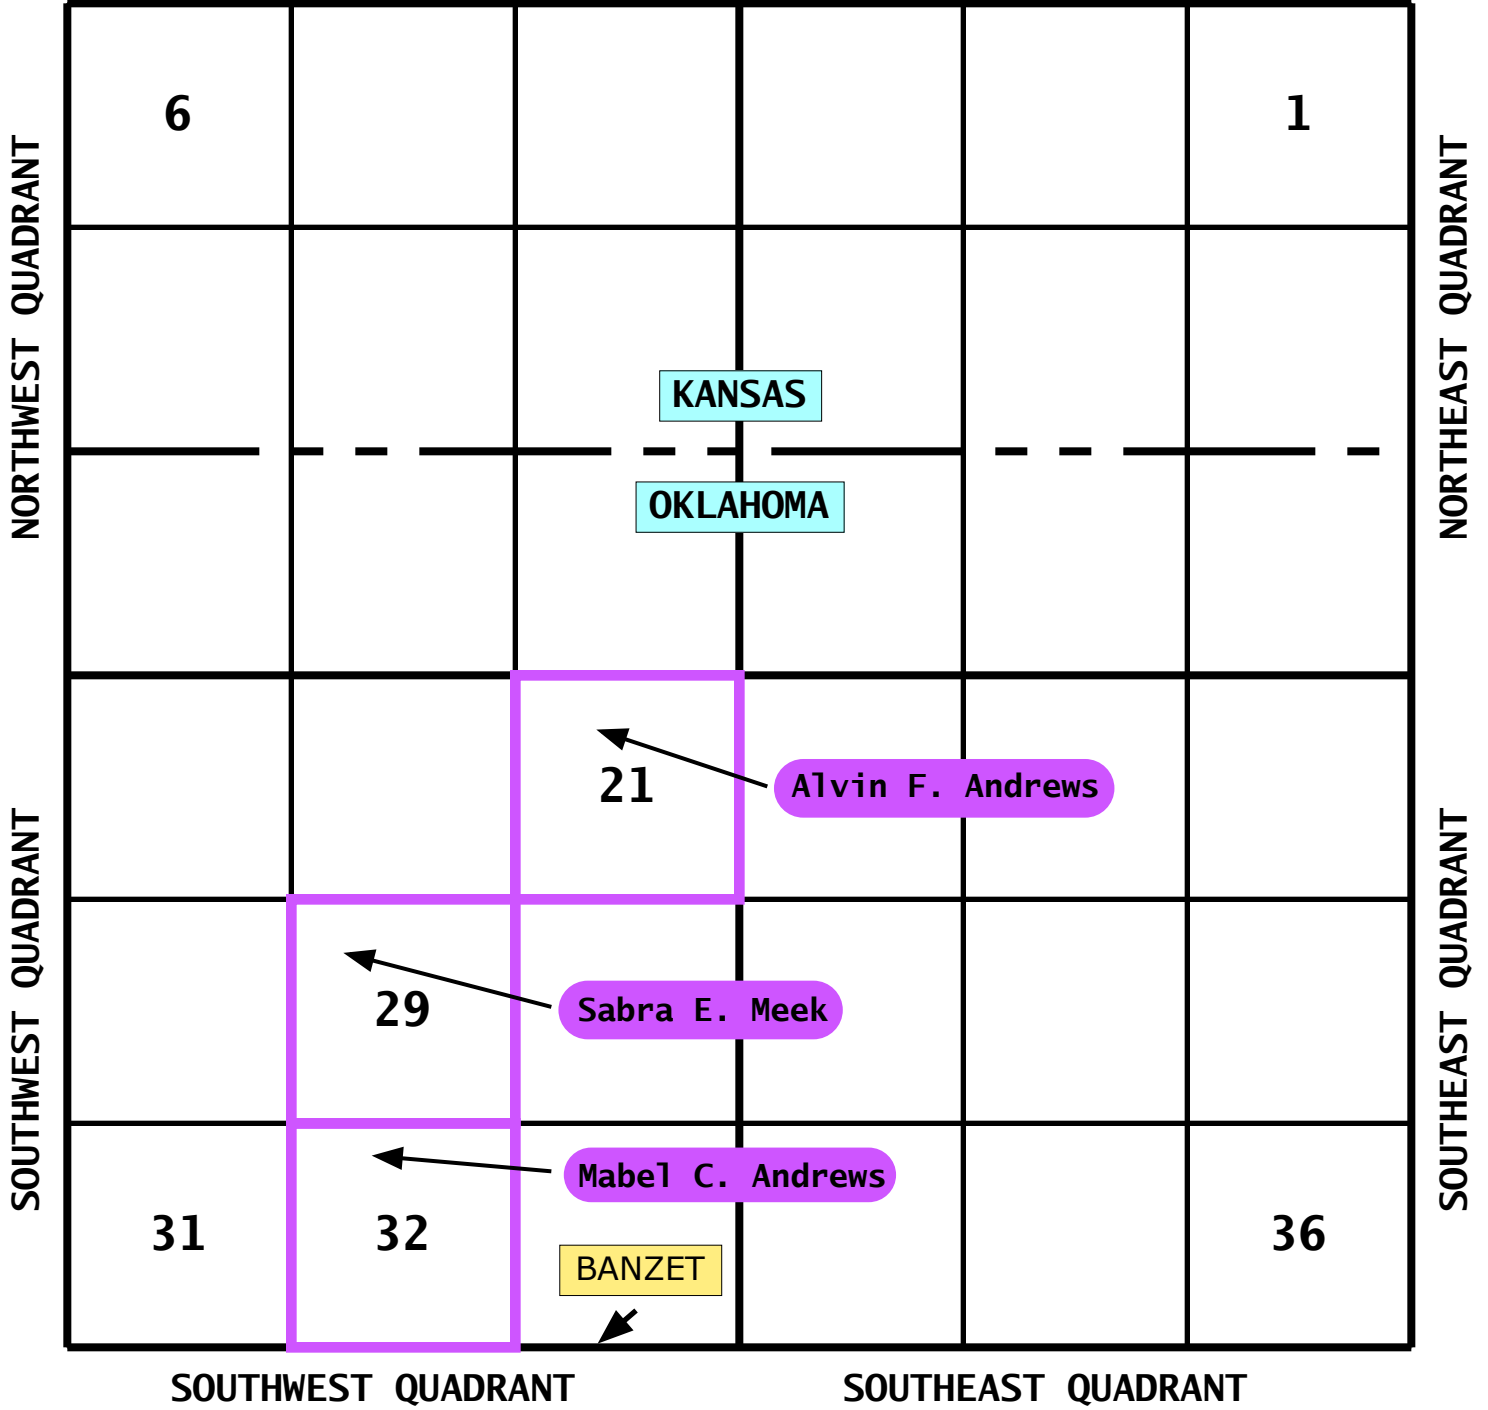 6
1
NORTHWEST QUADRANT
NORTHEAST QUADRANT
KANSAS
OKLAHOMA
21
Alvin F. Andrews
SOUTHWEST QUADRANT
SOUTHEAST QUADRANT
29
Sabra E. Meek
Mabel C. Andrews
31
32
36
BANZET
SOUTHWEST QUADRANT
SOUTHEAST QUADRANT